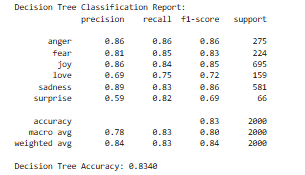 Decision Tree Classification Report:
precision recall f1-score support
anger 0.86 0.86 0.86 275
fear 0.81 0.85 0.83 224
joy 0.86 0.84 0.85 695
love 0.69 0.75 0.72 159
sadness 0.89 0.83 0.86 581
surprise 0.59 0.82 0.69 66
accuracy 0.83 2000
macro avg 0.78 0.83 0.80 2000
weighted avg 0.84 0.83 0.84 2000
Decision Tree Accuracy: 0.8340